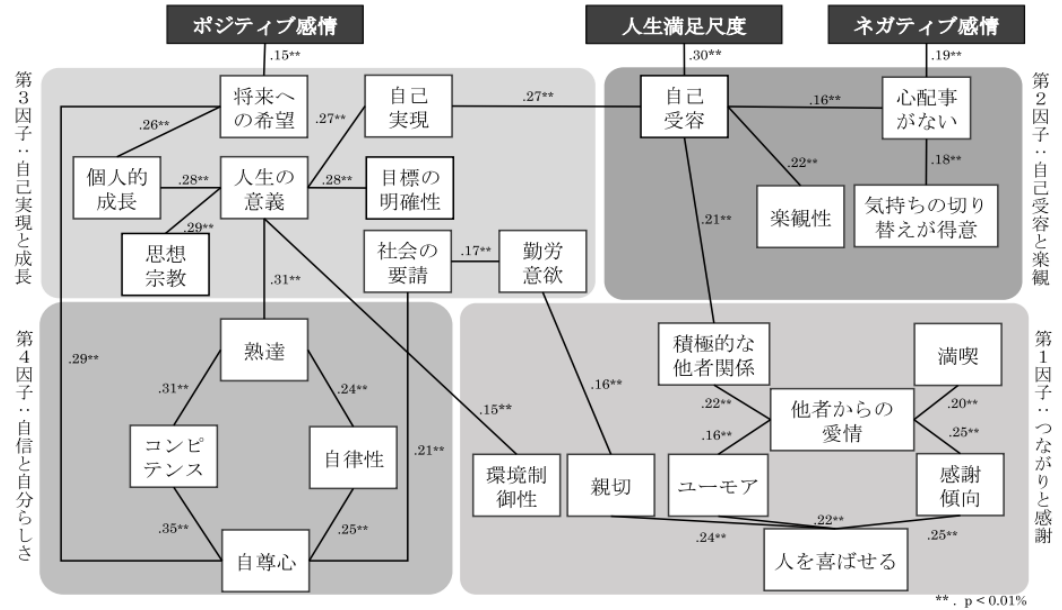 ポジティブ感情
人生満足尺度
ネガティブ感情
.15**
.30**
.19**
第3因子：自己実現と成長
将来へ
の希望
自己
実現
.27**
自己
受容
.16**
心配事
がない
第2因子：自己受容と楽観
.26**
.27**
個人的
成長
.28**
人生の
意義
.28**
目標の
明確性
.22**
.18**
楽観性
気持ちの切り
替えが得意
.29**
思想
宗教
社会の
要請
.17**
勤労
意欲
.21**
.31**
第4因子：自信と自分らしさ
熟達
積極的な
他者関係
満喫
第1因子：つながりと感謝
.29**
.31**
.24**
.16**
.22**
.20**
他者からの
愛情
.15**
.16**
.25**
コンピ
テンス
自律性
.21**
環境制
御性
親切
ユーモア
感謝
傾向
.35**
.25**
.24**
.22**
.25**
自尊心
人を喜ばせる
**．p < 0.01%